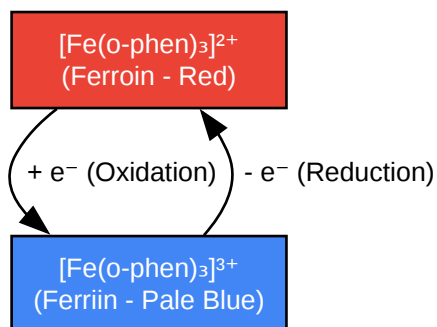 [Fe(o-phen)₃]²⁺
(Ferroin - Red)
+ e⁻ (Oxidation)
- e⁻ (Reduction)
[Fe(o-phen)₃]³⁺
(Ferriin - Pale Blue)